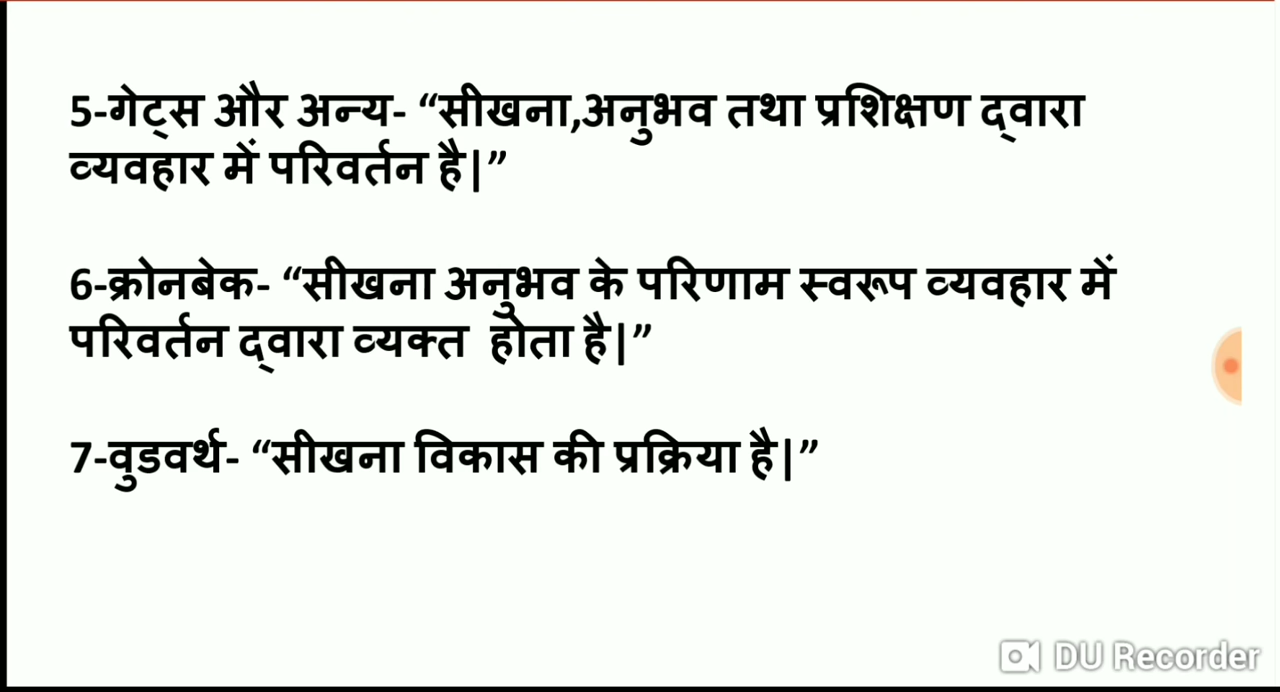 5-गेट्स और अन्य- “सीखना,अनुभव तथा प्रशिक्षण द्वारा
व्यवहार में परिवर्तन है|”
6-क्रोनबेक- “सीखना अनुभव के परिणाम स्वरूप व्यवहार में
परिवर्तन द्वारा व्यक्त  होता है|”
7-वुडवर्थ- “सीखना विकास की प्रक्रिया है|”
DU Recorder